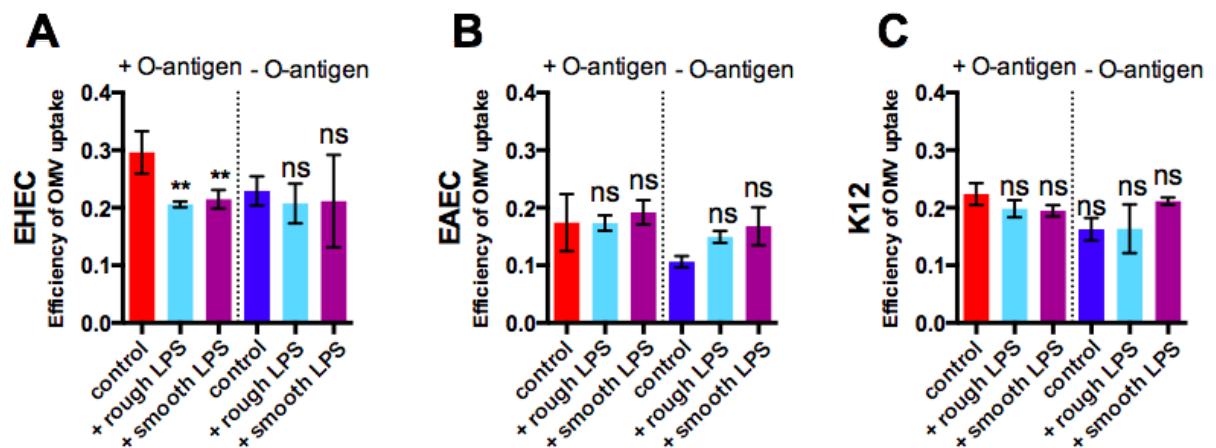 A
+ O-antigen - O-antigen
EHEC
Efficiency of OMV uptake
0.4
0.3
0.2
0.1
0.0
**
**
ns
ns
control
+ rough LPS
+ smooth LPS
control
+ rough LPS
+ smooth LPS
B
+ O-antigen - O-antigen
EAEC
Efficiency of OMV uptake
0.4
0.3
0.2
0.1
0.0
ns
ns
ns
ns
control
+ rough LPS
+ smooth LPS
control
+ rough LPS
+ smooth LPS
C
+ O-antigen - O-antigen
K12
Efficiency of OMV uptake
0.4
0.3
0.2
0.1
0.0
ns
ns
ns
ns
ns
control
+ rough LPS
+ smooth LPS
control
+ rough LPS
+ smooth LPS